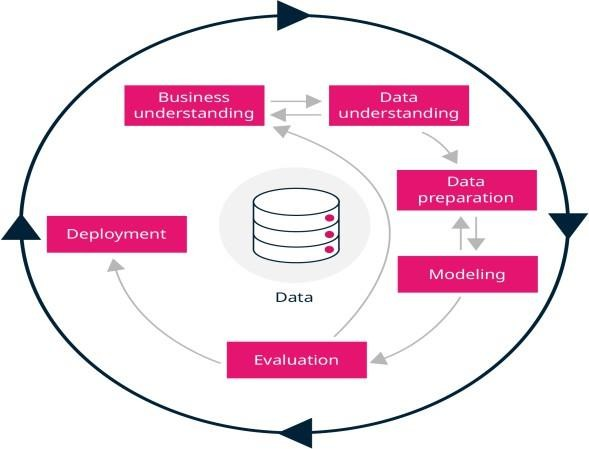 Business
understanding
Data
understanding
Data
preparation
Deployment
Modeling
Data
Evaluation